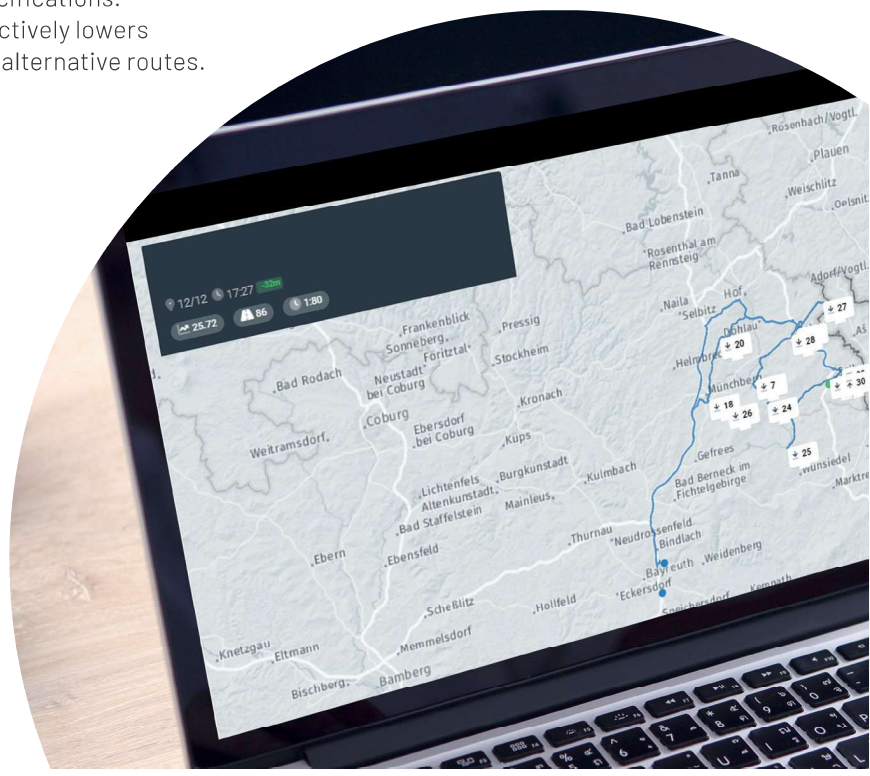 ctively lowers
alternative routes.
Rosenbach/Vogtl.
Plauen
Tanna
Weischlitz
Bad Lobenstein
Rosenthal am
Rennsteig
Adorf/Vogtl.
12/12 17:27 -32m
25.72 86 1:80
Hof
Naila
Selbitz
27
Frankenblick
Pressig
Sonneberg
Föritztal
Stockheim
Döhlau
20
28
Bad Rodach
Neustadt
bei Coburg
Kronach
Münchberg
7
30
Coburg
Ebersdorf
bei Coburg
18
26
24
Weitramsdorf
Küps
Gefrees
25
Wunsiedel
Lichtenfels
Burgkunstadt
Kulmbach
Bad Berneck im
Fichtelgebirge
Altenkunstadt
Mainleus
Bad Staffelstein
Thurnau
Neudrossenfeld
Bindlach
Ebern
Ebensfeld
Bayreuth
Weidenberg
Eckersdorf
Kemnath
Scheßlitz
Hollfeld
Speichersdorf
Knetzgau
Eltmann
Memmelsdorf
Bischberg
Bamberg